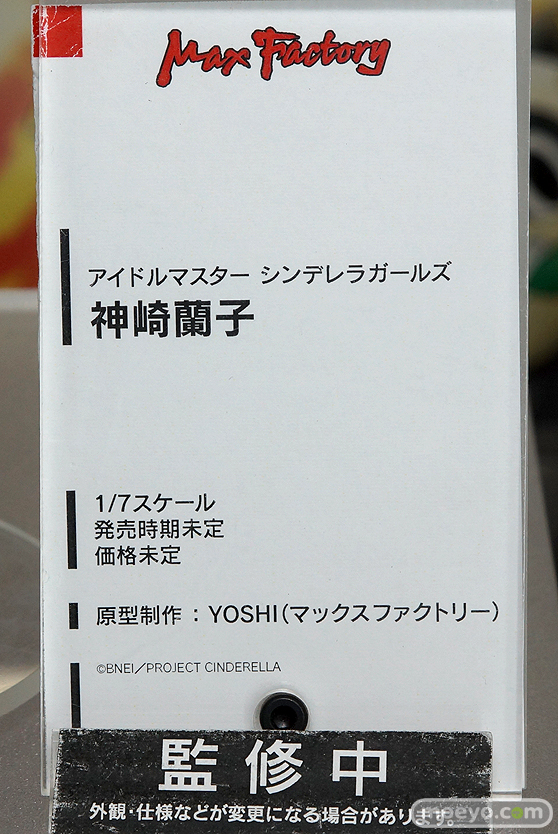 Max Factory
アイドルマスター シンデレラガールズ
神崎蘭子
1/7スケール
発売時期未定
価格未定
原型制作：YOSHI(マックスファクトリー)
©BNEI／PROJECT CINDERELLA
監修中
外観・仕様などが変更になる場合があります。